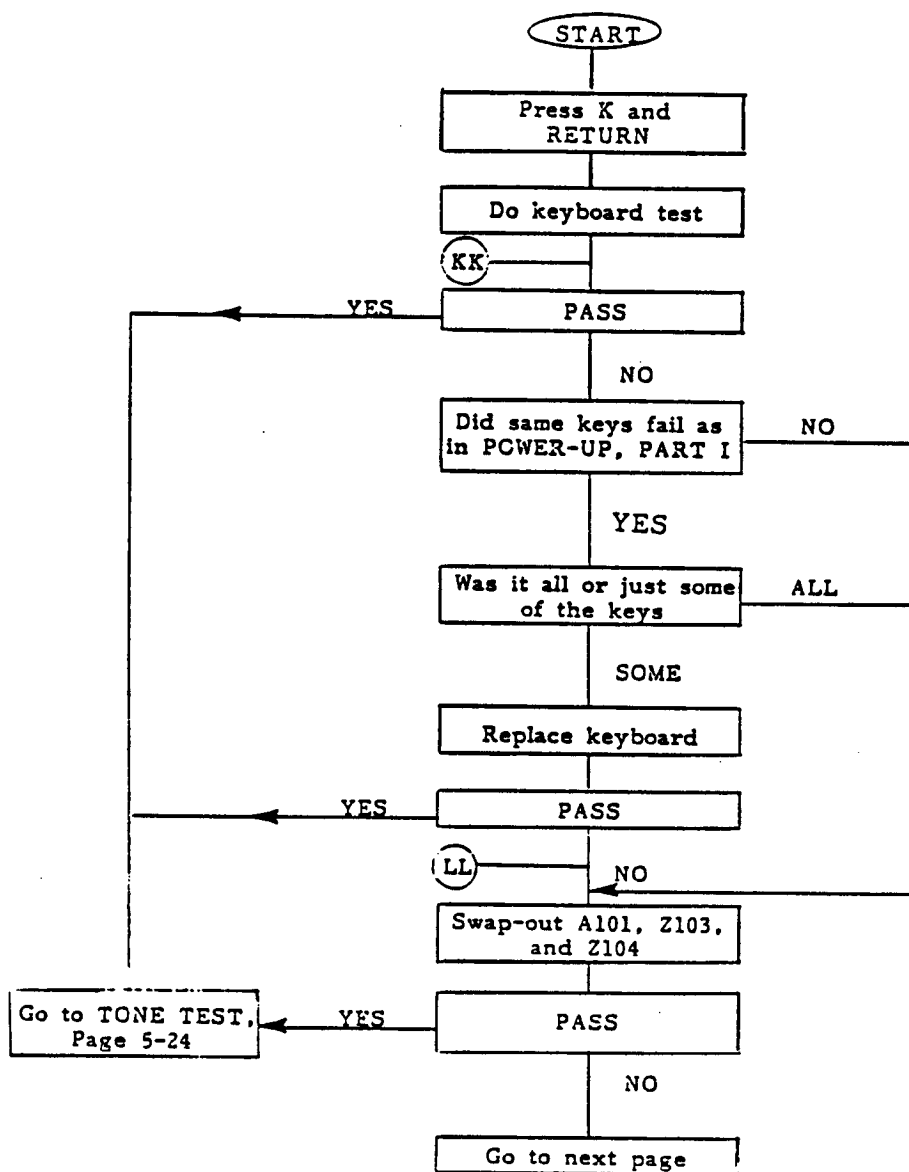 START
Press K and
RETURN
Do keyboard test
KK
YES
PASS
NO
Did same keys fail as
in PCWER-UP, PART I
NO
YES
Was it all or just some
of the keys
ALL
SOME
Replace keyboard
YES
PASS
LL
NO
Swap-out A101, Z103,
and Z104
Go to TONE TEST,
Page 5-24
YES
PASS
NO
Go to next page